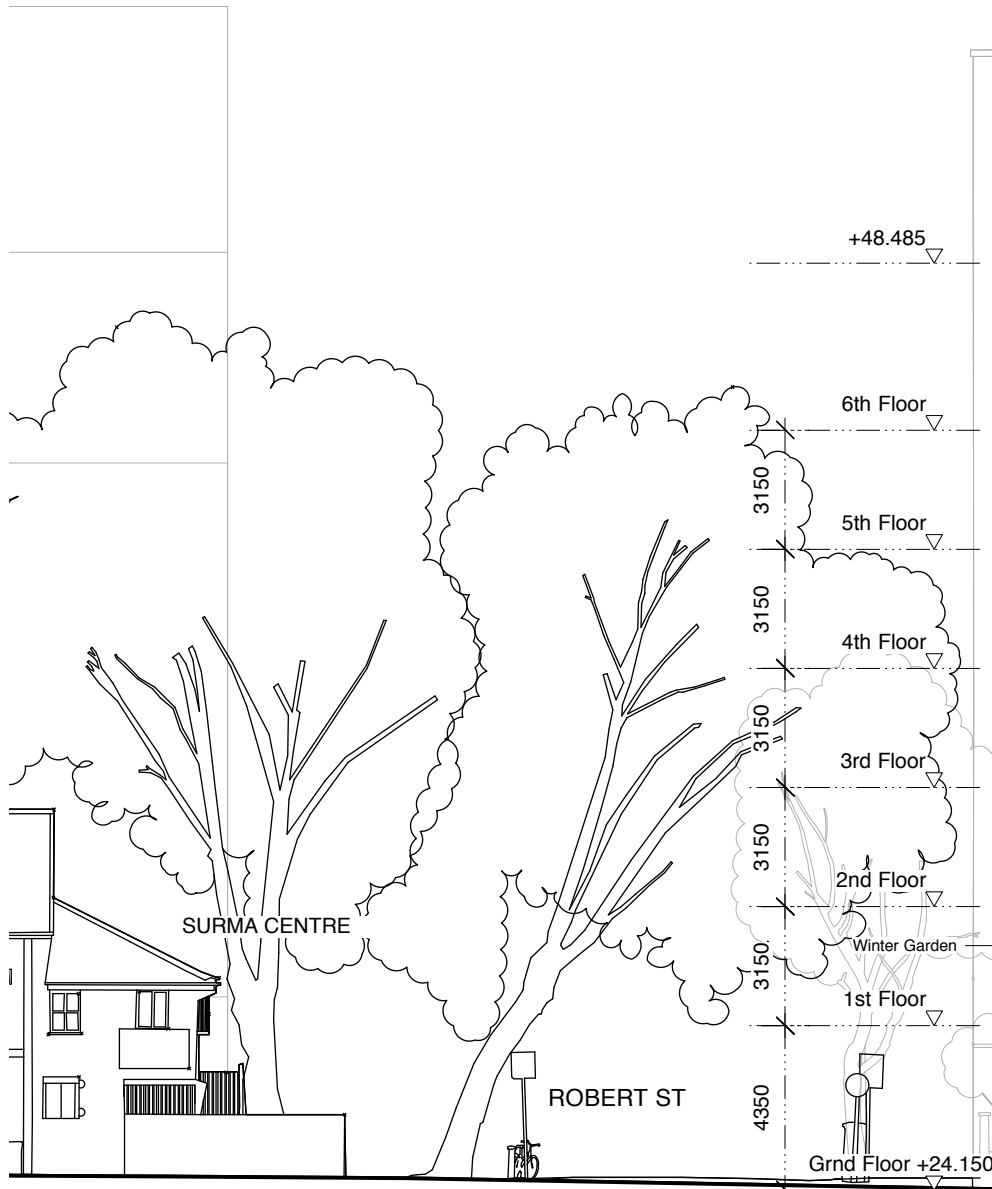 +48.485
6th Floor
3150
5th Floor
3150
4th Floor
3150
3rd Floor
3150
2nd Floor
SURMA CENTRE
Winter Garden
3150
1st Floor
ROBERT ST
4350
Grnd Floor +24.150